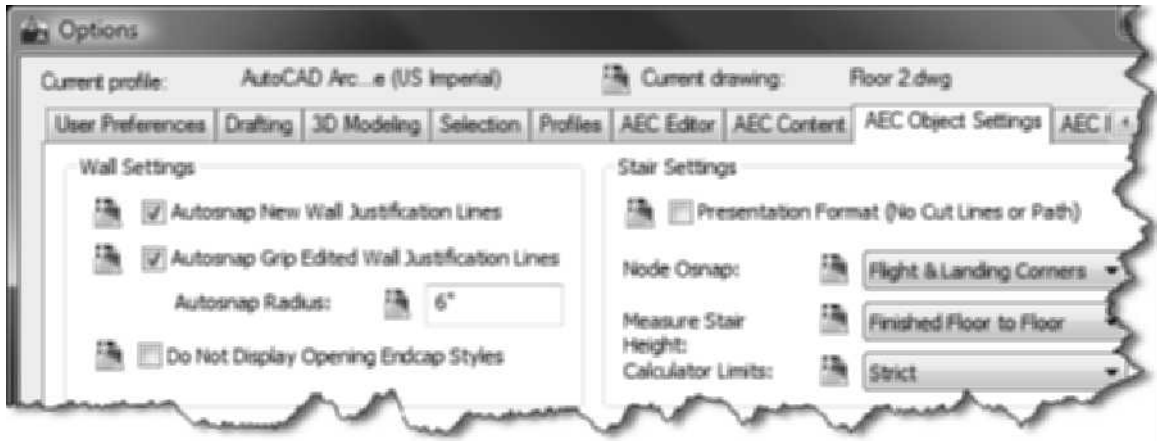 Options
Current profile: AutoCAD Arc...e (US Imperial) Current drawing: Floor 2.dwg
User Preferences Drafting 3D Modeling Selection Profiles AEC Editor AEC Content AEC Object Settings AEC
Wall Settings
Autosnap New Wall Justification Lines
Autosnap Grip Edited Wall Justification Lines
Autosnap Radius: 6"
Do Not Display Opening Endcap Styles
Stair Settings
Presentation Format (No Cut Lines or Path)
Node Osnap: Flight & Landing Corners
Measure Stair Height: Finished Floor to Floor
Calculator Limits: Strict